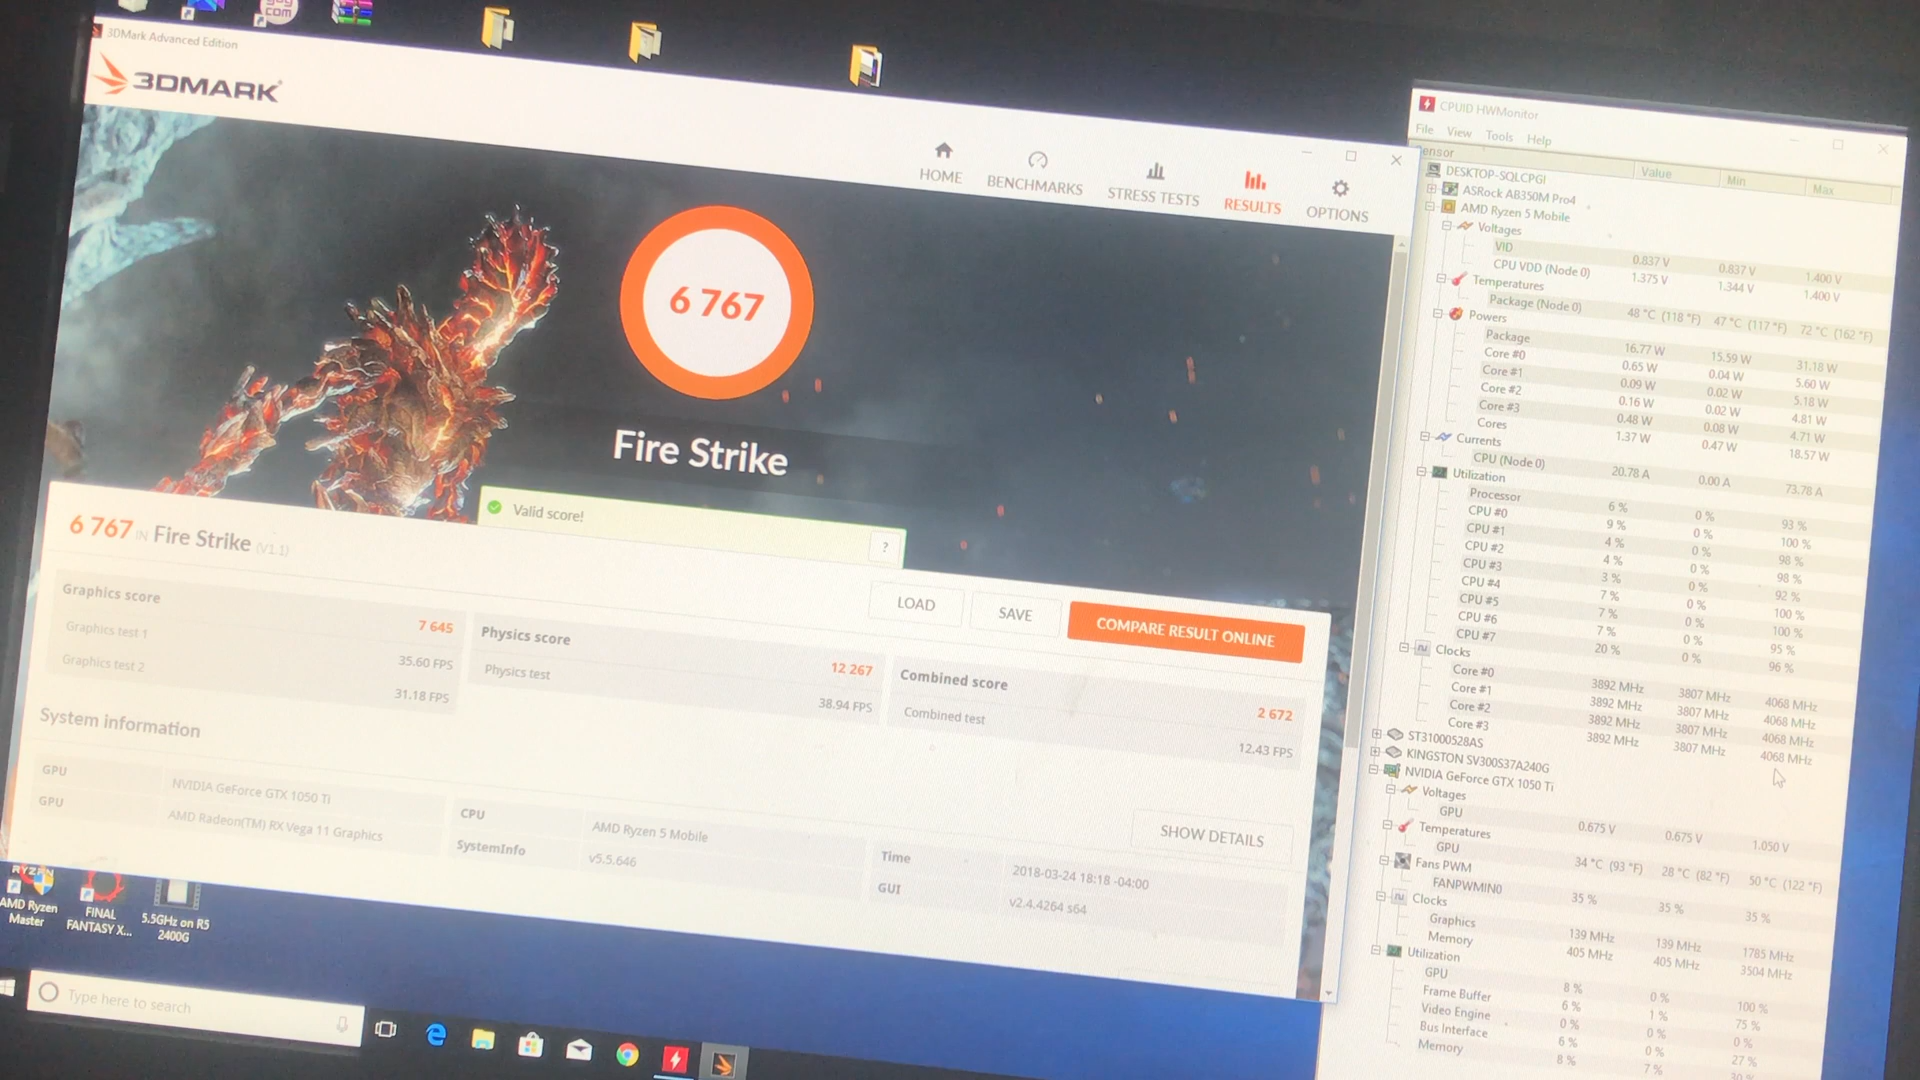 gog
com
3DMark Advanced Edition
3DMARK
HOME
BENCHMARKS
STRESS TESTS
RESULTS
OPTIONS
6 767
Fire Strike
Valid score!
?
6 767 IN Fire Strike (V1.1)
LOAD
SAVE
COMPARE RESULT ONLINE
Graphics score 7 645
Graphics test 1 35.60 FPS
Graphics test 2 31.18 FPS
Physics score 12 267
Physics test 38.94 FPS
Combined score 2 672
Combined test 12.43 FPS
System information
SHOW DETAILS
GPU NVIDIA GeForce GTX 1050 Ti
GPU AMD Radeon(TM) RX Vega 11 Graphics
CPU AMD Ryzen 5 Mobile
SystemInfo v5.5.646
Time 2018-03-24 18:18 -04:00
GUI v2.4.4264 s64
RYZEN
AMD Ryzen
Master
FINAL
FANTASY X...
5.5GHz on R5
2400G
Type here to search
CPUID HWMonitor
File View Tools Help
ensor Value Min Max
DESKTOP-SQLCPGI
ASRock AB350M Pro4
AMD Ryzen 5 Mobile
Voltages
VID 0.837 V 0.837 V 1.400 V
CPU VDD (Node 0) 1.375 V 1.344 V 1.400 V
Temperatures
Package (Node 0) 48 °C (118 °F) 47 °C (117 °F) 72 °C (162 °F)
Powers
Package 16.77 W 15.59 W 31.18 W
Core #0 0.65 W 0.04 W 5.60 W
Core #1 0.09 W 0.02 W 5.18 W
Core #2 0.16 W 0.02 W 4.81 W
Core #3 0.48 W 0.08 W 4.71 W
Cores 1.37 W 0.47 W 18.57 W
Currents
CPU (Node 0) 20.78 A 0.00 A 73.78 A
Utilization
Processor 6 % 0 % 93 %
CPU #0 9 % 0 % 100 %
CPU #1 4 % 0 % 98 %
CPU #2 4 % 0 % 98 %
CPU #3 3 % 0 % 92 %
CPU #4 7 % 0 % 100 %
CPU #5 7 % 0 % 100 %
CPU #6 7 % 0 % 95 %
CPU #7 20 % 0 % 96 %
Clocks
Core #0 3892 MHz 3807 MHz 4068 MHz
Core #1 3892 MHz 3807 MHz 4068 MHz
Core #2 3892 MHz 3807 MHz 4068 MHz
Core #3 3892 MHz 3807 MHz 4068 MHz
ST31000528AS
KINGSTON SV300S37A240G
NVIDIA GeForce GTX 1050 Ti
Voltages
GPU 0.675 V 0.675 V 1.050 V
Temperatures
GPU 34 °C (93 °F) 28 °C (82 °F) 50 °C (122 °F)
Fans PWM
FANPWMIN0 35 % 35 % 35 %
Clocks
Graphics 139 MHz 139 MHz 1785 MHz
Memory 405 MHz 405 MHz 3504 MHz
Utilization
GPU 8 % 0 % 100 %
Frame Buffer 6 % 1 % 75 %
Video Engine 0 % 0 % 0 %
Bus Interface 6 % 0 % 27 %
Memory 8 % 7 %